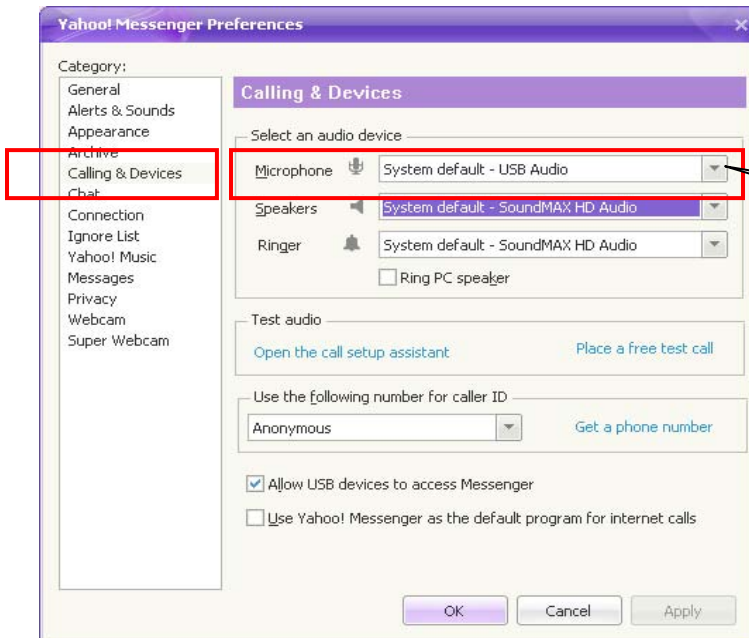 Yahoo! Messenger Preferences
Category:
General
Alerts & Sounds
Appearance
Archive
Calling & Devices
Chat
Connection
Ignore List
Yahoo! Music
Messages
Privacy
Webcam
Super Webcam
Calling & Devices
Select an audio device
Microphone System default - USB Audio
Speakers System default - SoundMAX HD Audio
Ringer System default - SoundMAX HD Audio
Ring PC speaker
Test audio
Open the call setup assistant Place a free test call
Use the following number for caller ID
Anonymous Get a phone number
Allow USB devices to access Messenger
Use Yahoo! Messenger as the default program for internet calls
OK Cancel Apply